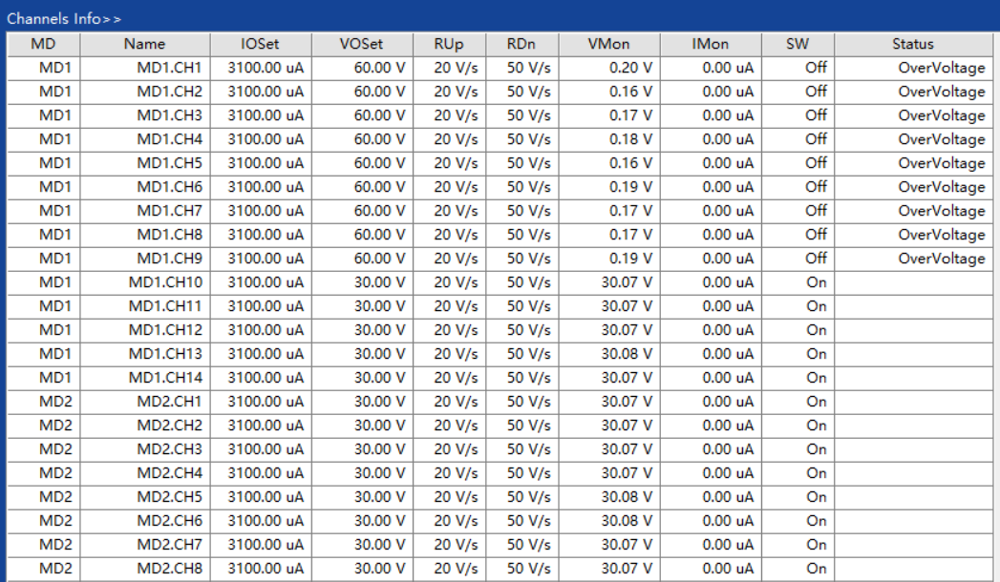 Channels Info>>
MD Name IOSet VOSet RUp RDn VMon IMon SW Status
MD1 MD1.CH1 3100.00 uA 60.00 V 20 V/s 50 V/s 0.20 V 0.00 uA Off OverVoltage
MD1 MD1.CH2 3100.00 uA 60.00 V 20 V/s 50 V/s 0.16 V 0.00 uA Off OverVoltage
MD1 MD1.CH3 3100.00 uA 60.00 V 20 V/s 50 V/s 0.17 V 0.00 uA Off OverVoltage
MD1 MD1.CH4 3100.00 uA 60.00 V 20 V/s 50 V/s 0.18 V 0.00 uA Off OverVoltage
MD1 MD1.CH5 3100.00 uA 60.00 V 20 V/s 50 V/s 0.16 V 0.00 uA Off OverVoltage
MD1 MD1.CH6 3100.00 uA 60.00 V 20 V/s 50 V/s 0.19 V 0.00 uA Off OverVoltage
MD1 MD1.CH7 3100.00 uA 60.00 V 20 V/s 50 V/s 0.17 V 0.00 uA Off OverVoltage
MD1 MD1.CH8 3100.00 uA 60.00 V 20 V/s 50 V/s 0.17 V 0.00 uA Off OverVoltage
MD1 MD1.CH9 3100.00 uA 60.00 V 20 V/s 50 V/s 0.19 V 0.00 uA Off OverVoltage
MD1 MD1.CH10 3100.00 uA 30.00 V 20 V/s 50 V/s 30.07 V 0.00 uA On
MD1 MD1.CH11 3100.00 uA 30.00 V 20 V/s 50 V/s 30.07 V 0.00 uA On
MD1 MD1.CH12 3100.00 uA 30.00 V 20 V/s 50 V/s 30.07 V 0.00 uA On
MD1 MD1.CH13 3100.00 uA 30.00 V 20 V/s 50 V/s 30.08 V 0.00 uA On
MD1 MD1.CH14 3100.00 uA 30.00 V 20 V/s 50 V/s 30.07 V 0.00 uA On
MD2 MD2.CH1 3100.00 uA 30.00 V 20 V/s 50 V/s 30.07 V 0.00 uA On
MD2 MD2.CH2 3100.00 uA 30.00 V 20 V/s 50 V/s 30.07 V 0.00 uA On
MD2 MD2.CH3 3100.00 uA 30.00 V 20 V/s 50 V/s 30.07 V 0.00 uA On
MD2 MD2.CH4 3100.00 uA 30.00 V 20 V/s 50 V/s 30.07 V 0.00 uA On
MD2 MD2.CH5 3100.00 uA 30.00 V 20 V/s 50 V/s 30.08 V 0.00 uA On
MD2 MD2.CH6 3100.00 uA 30.00 V 20 V/s 50 V/s 30.08 V 0.00 uA On
MD2 MD2.CH7 3100.00 uA 30.00 V 20 V/s 50 V/s 30.07 V 0.00 uA On
MD2 MD2.CH8 3100.00 uA 30.00 V 20 V/s 50 V/s 30.07 V 0.00 uA On